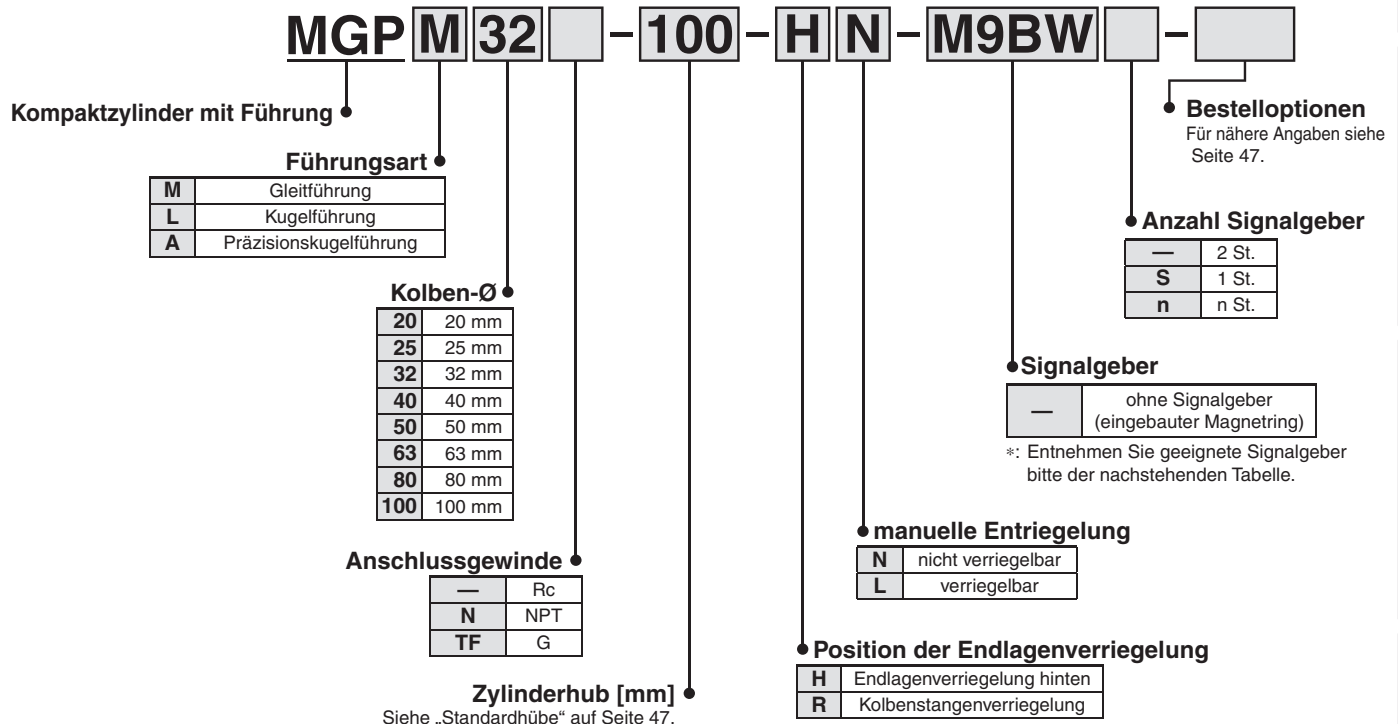 MGP M 32 - 100 - H N - M9BW -
Kompaktzylinder mit Führung
Führungsart
M Gleitführung
L Kugelführung
A Präzisionskugelführung
Kolben-Ø
20 20 mm
25 25 mm
32 32 mm
40 40 mm
50 50 mm
63 63 mm
80 80 mm
100 100 mm
Anschlussgewinde
— Rc
N NPT
TF G
Zylinderhub [mm]
Siehe „Standardhübe“ auf Seite 47.
Position der Endlagenverriegelung
H Endlagenverriegelung hinten
R Kolbenstangenverriegelung
manuelle Entriegelung
N nicht verriegelbar
L verriegelbar
Signalgeber
— ohne Signalgeber
(eingebauter Magnetring)
*: Entnehmen Sie geeignete Signalgeber
bitte der nachstehenden Tabelle.
Anzahl Signalgeber
— 2 St.
S 1 St.
n n St.
Bestelloptionen
Für nähere Angaben siehe
Seite 47.